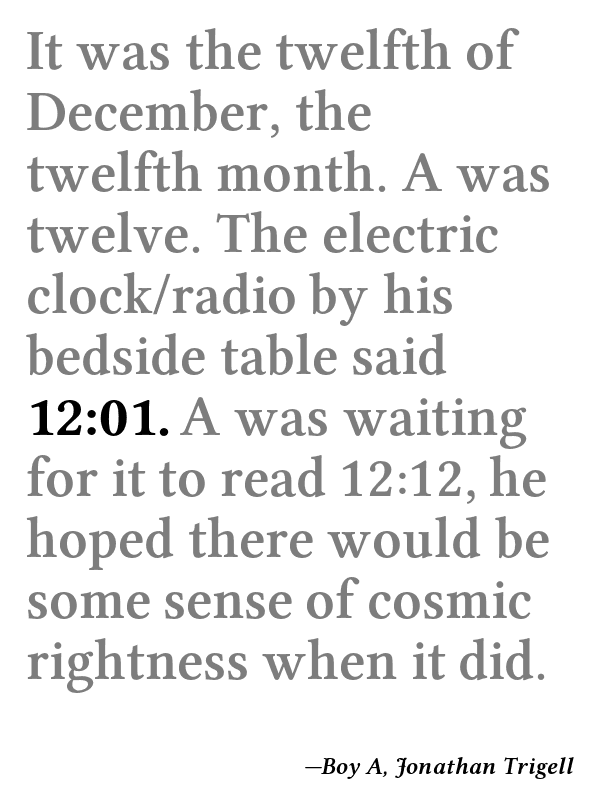 It was the twelfth of
December, the
twelfth month. A was
twelve. The electric
clock/radio by his
bedside table said
12:01. A was waiting
for it to read 12:12, he
hoped there would be
some sense of cosmic
rightness when it did.
—Boy A, Jonathan Trigell